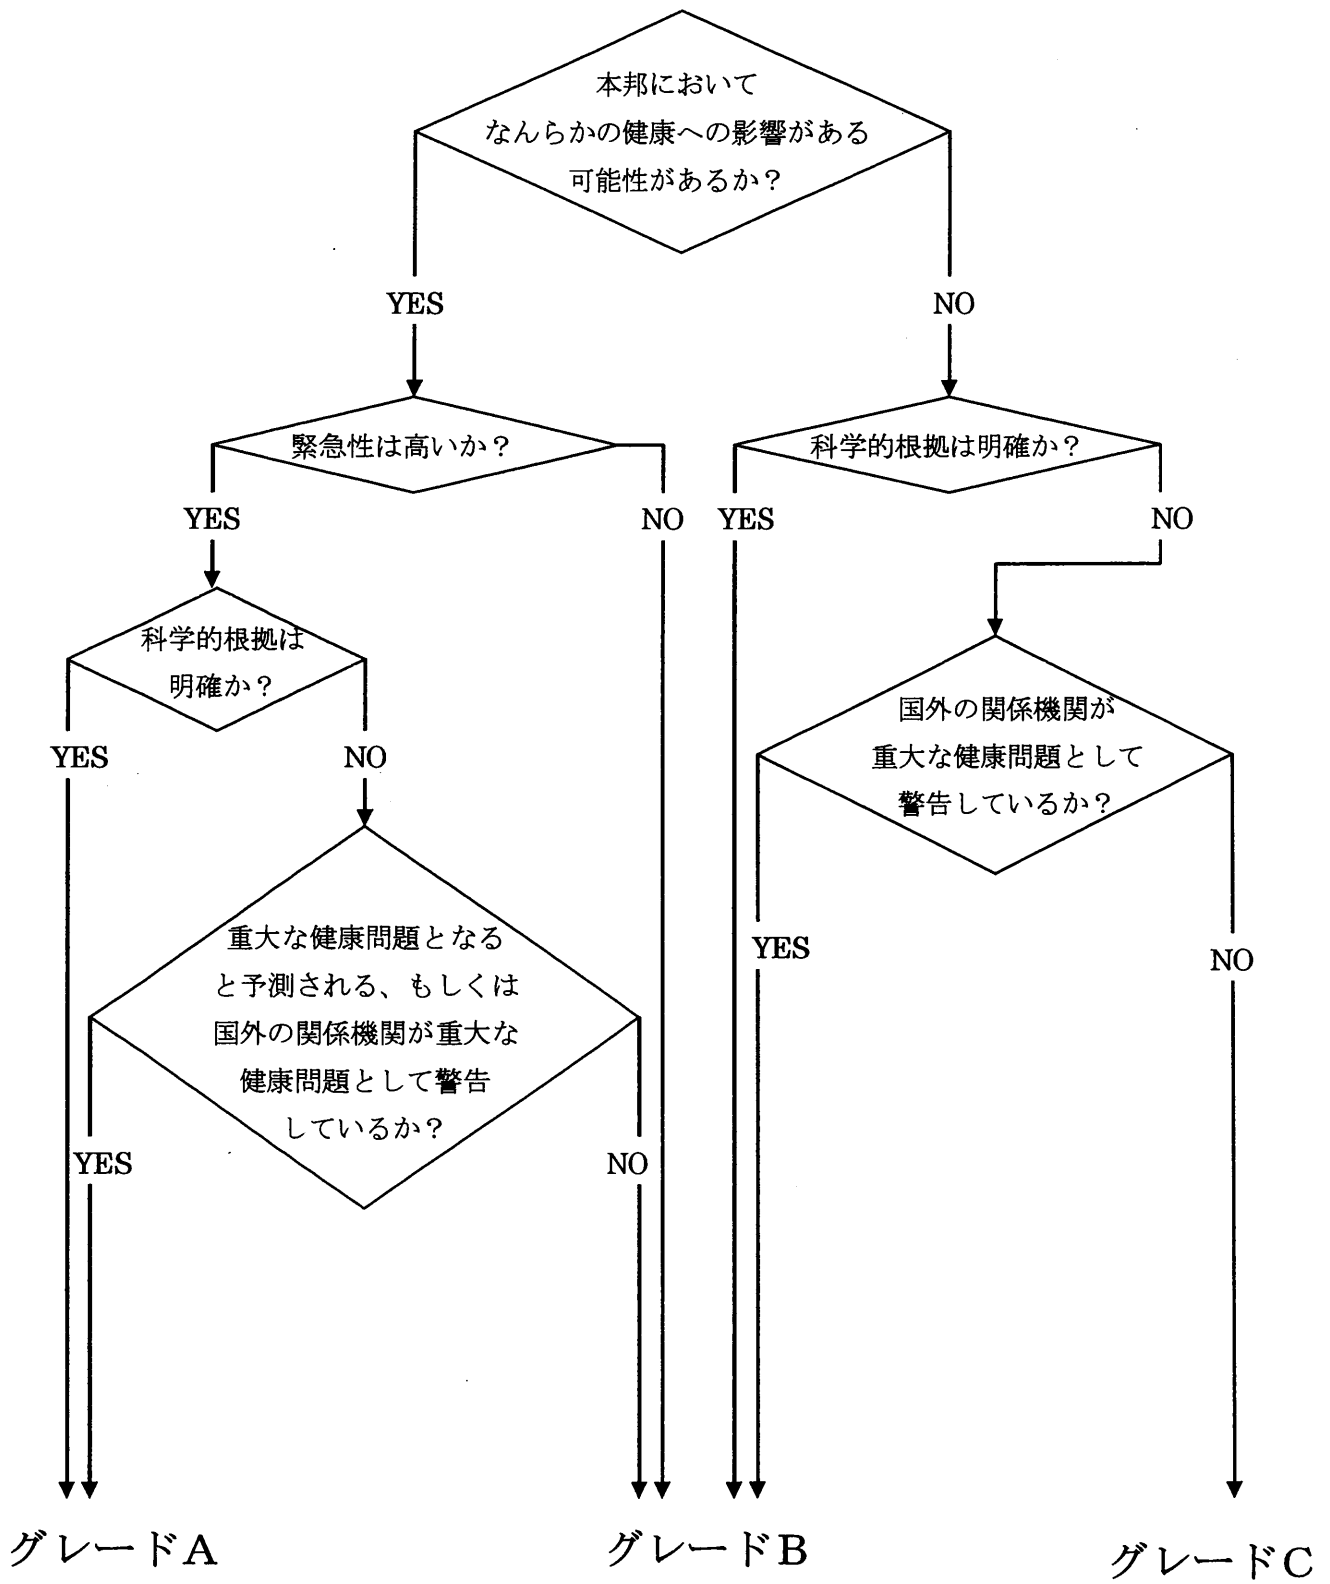 本邦において
なんらかの健康への影響がある
可能性があるか？
YES
NO
緊急性は高いか？
科学的根拠は明確か？
YES
NO
YES
NO
科学的根拠は
明確か？
YES
NO
国外の関係機関が
重大な健康問題として
警告しているか？
YES
NO
重大な健康問題となる
と予測される、もしくは
国外の関係機関が重大な
健康問題として警告
しているか？
YES
NO
グレードA
グレードB
グレードC